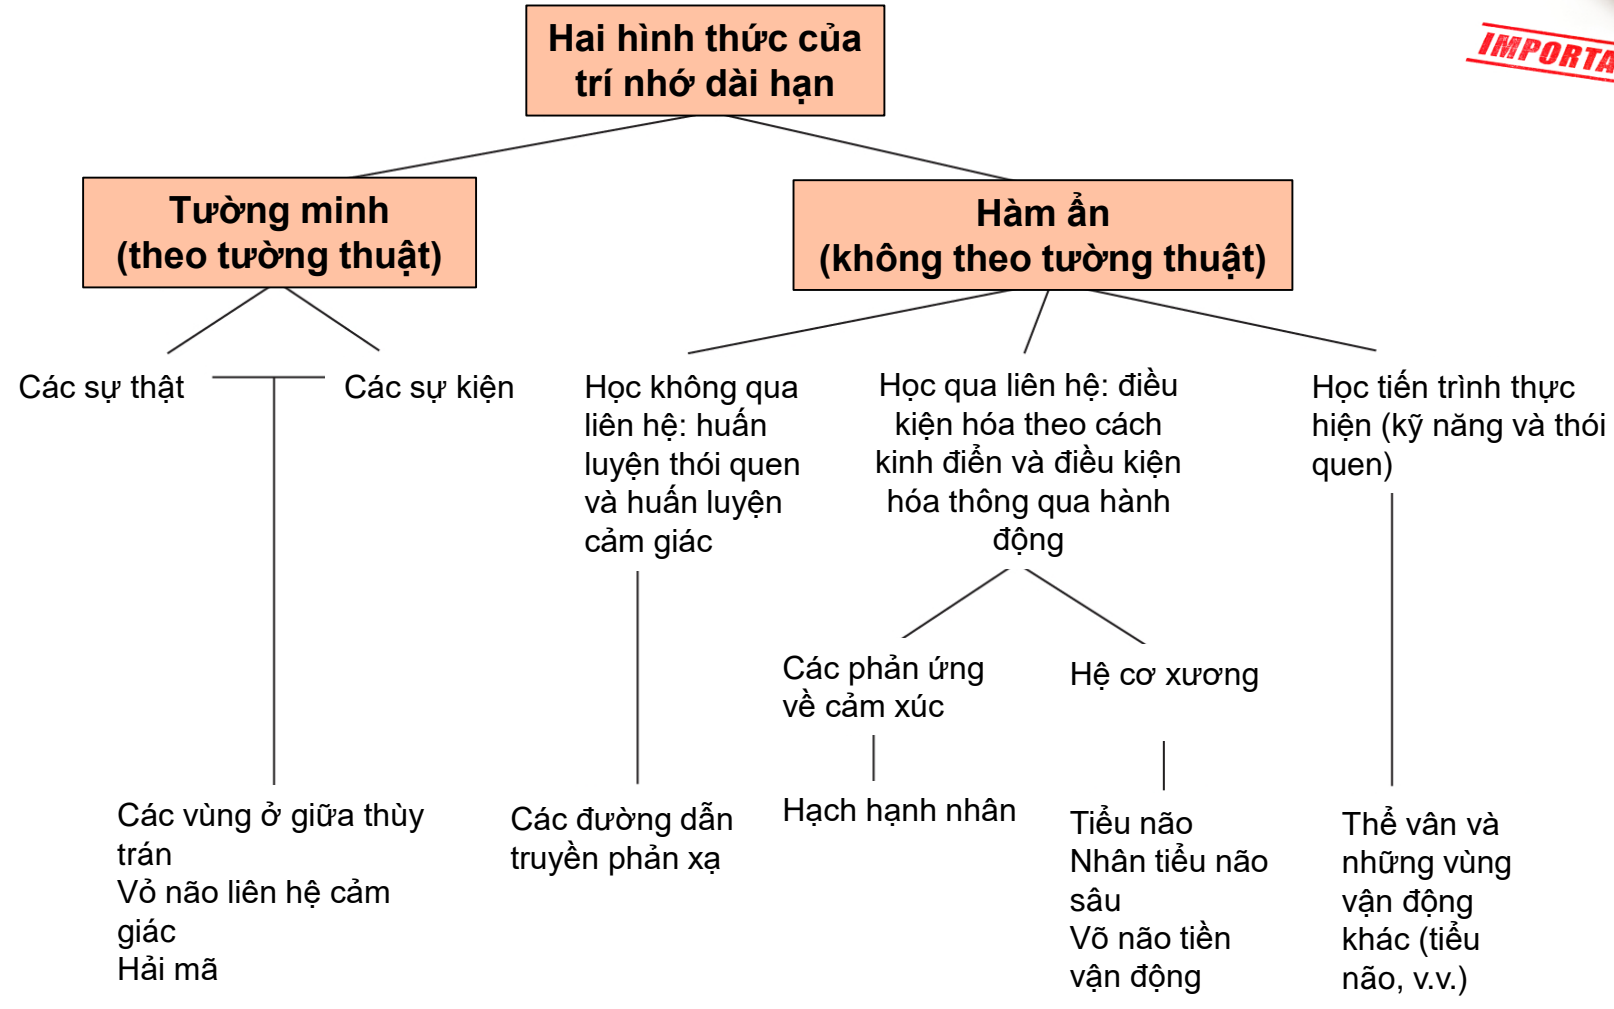 Hai hình thức của
trí nhớ dài hạn
Tường minh
(theo tường thuật)
Hàm ẩn
(không theo tường thuật)
Các sự thật
Các sự kiện
Học không qua
liên hệ: huấn
luyện thói quen
và huấn luyện
cảm giác
Học qua liên hệ: điều
kiện hóa theo cách
kinh điển và điều kiện
hóa thông qua hành
động
Học tiến trình thực
hiện (kỹ năng và thói
quen)
Các phản ứng
về cảm xúc
Hệ cơ xương
Các vùng ở giữa thùy
trán
Vỏ não liên hệ cảm
giác
Hải mã
Các đường dẫn
truyền phản xạ
Hạch hạnh nhân
Tiểu não
Nhân tiểu não
sâu
Võ não tiền
vận động
Thể vân và
những vùng
vận động
khác (tiểu
não, v.v.)